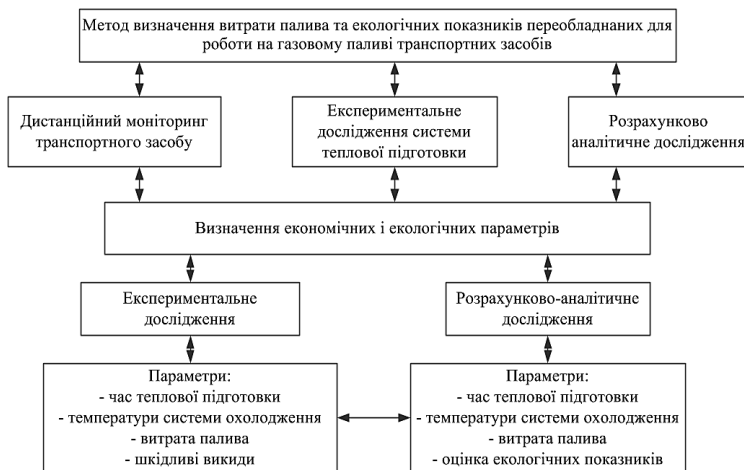 Метод визначення витрати палива та екологічних показників переобладнаних для
роботи на газовому паливі транспортних засобів
Дистанційний моніторинг
транспортного засобу
Експериментальне
дослідження системи
теплової підготовки
Розрахунково
аналітичне дослідження
Визначення економічних і екологічних параметрів
Експериментальне
дослідження
Розрахунково-аналітичне
дослідження
Параметри:
- час теплової підготовки
- температури системи охолодження
- витрата палива
- шкідливі викиди
Параметри:
- час теплової підготовки
- температури системи охолодження
- витрата палива
- оцінка екологічних показників